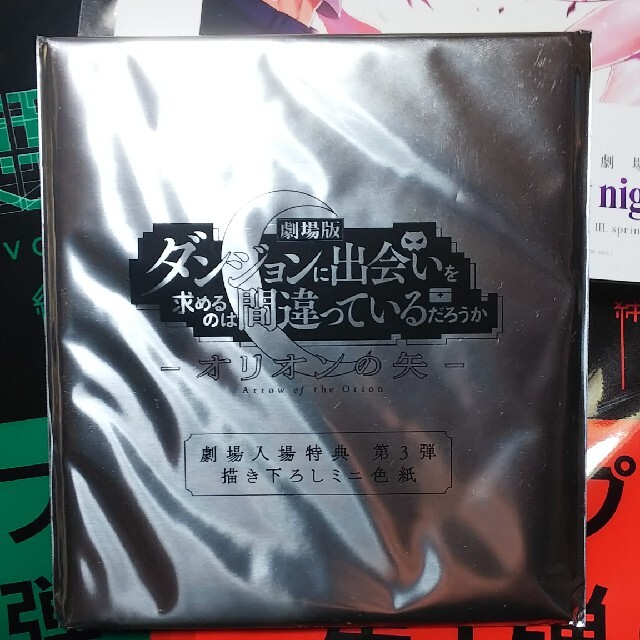 劇場版
ダンジョンに出会いを
求めるのは間違っているだろうか
-オリオンの矢-
Arrow of the Orion
劇場入場特典 第3弾
描き下ろしミニ色紙
劇場
nig
III. sprin